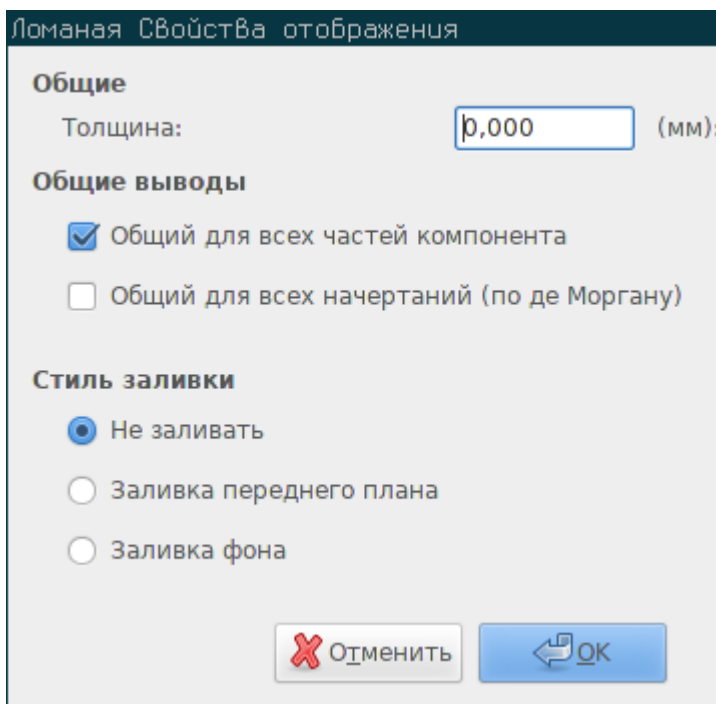 Ломаная Свойства отображения
Общие
Толщина: 0,000 (мм):
Общие выводы
Общий для всех частей компонента
Общий для всех начертаний (по де Моргану)
Стиль заливки
Не заливать
Заливка переднего плана
Заливка фона
Отменить OK